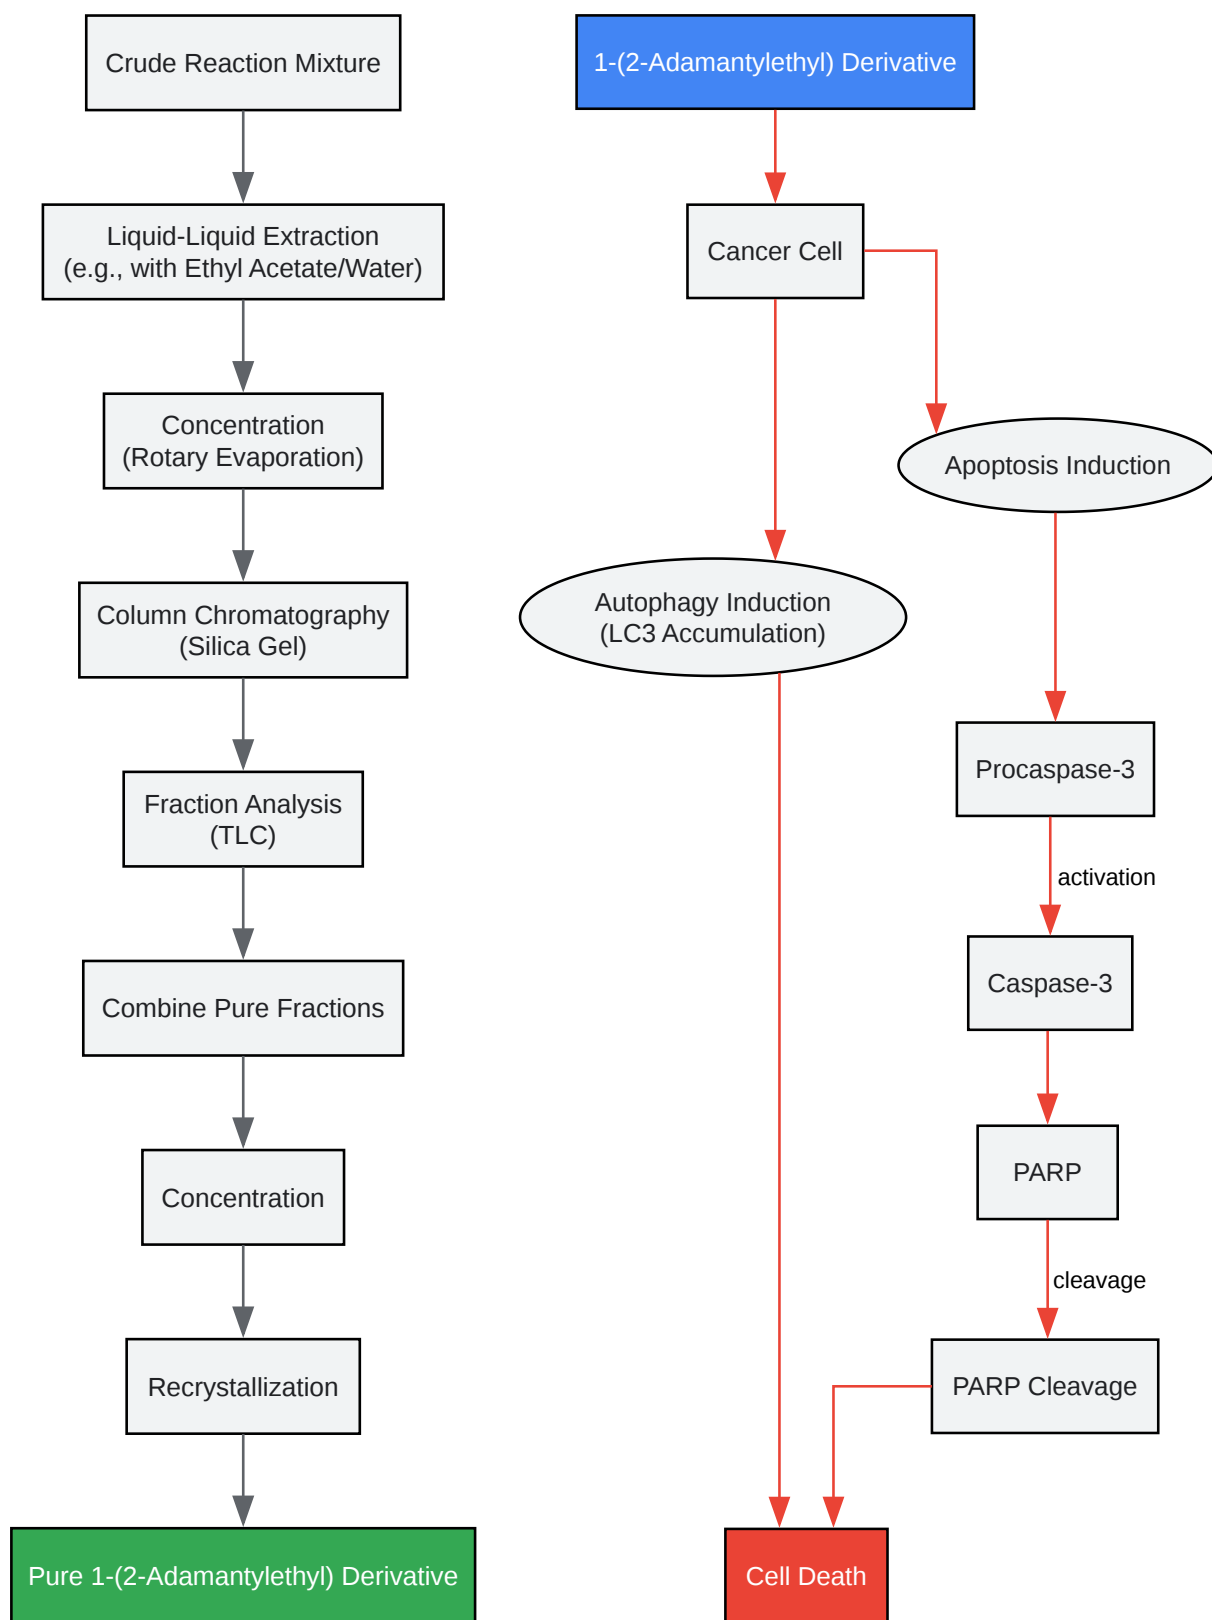 Crude Reaction Mixture
Liquid-Liquid Extraction
(e.g., with Ethyl Acetate/Water)
Concentration
(Rotary Evaporation)
Column Chromatography
(Silica Gel)
Fraction Analysis
(TLC)
Combine Pure Fractions
Concentration
Recrystallization
Pure 1-(2-Adamantylethyl) Derivative
1-(2-Adamantylethyl) Derivative
Cancer Cell
Apoptosis Induction
Autophagy Induction
(LC3 Accumulation)
Procaspase-3
activation
Caspase-3
PARP
cleavage
PARP Cleavage
Cell Death